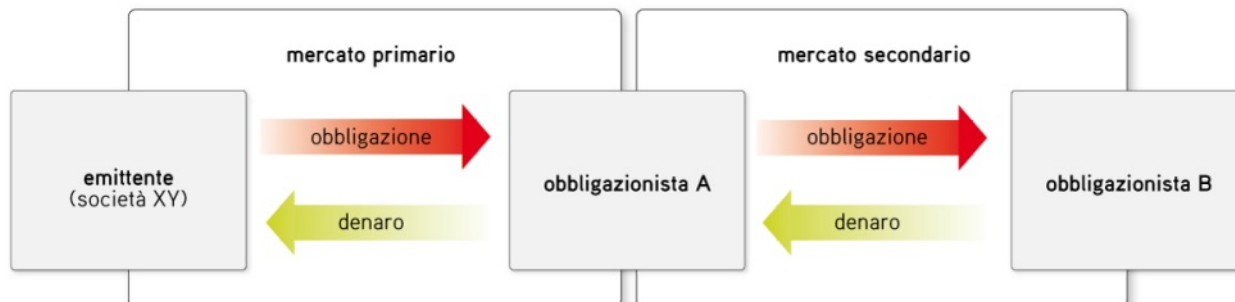 mercato primario
mercato secondario
emittente
(società XY)
obbligazione
denaro
obbligazionista A
obbligazione
denaro
obbligazionista B